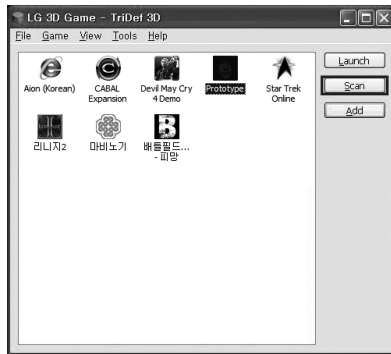 LG 3D Game - TriDef 3D
File Game View Tools Help
Launch
Scan
Add
Aion (Korean)
CABAL
Expansion
Devil May Cry
4 Demo
Prototype
Star Trek
Online
리니지2
마비노기
배틀필드...
- 피망